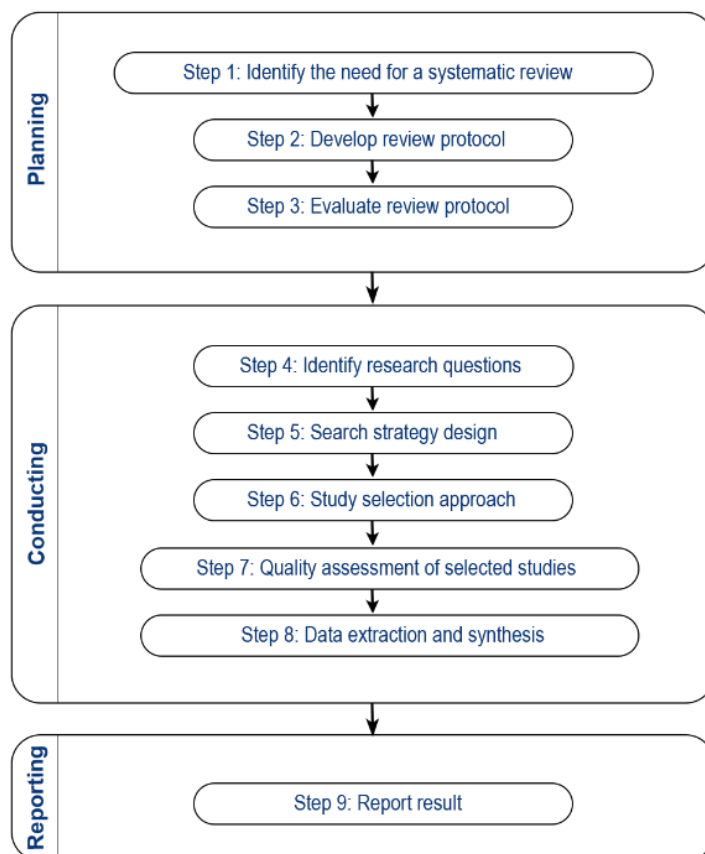 Planning
Step 1: Identify the need for a systematic review
Step 2: Develop review protocol
Step 3: Evaluate review protocol
Conducting
Step 4: Identify research questions
Step 5: Search strategy design
Step 6: Study selection approach
Step 7: Quality assessment of selected studies
Step 8: Data extraction and synthesis
Reporting
Step 9: Report result